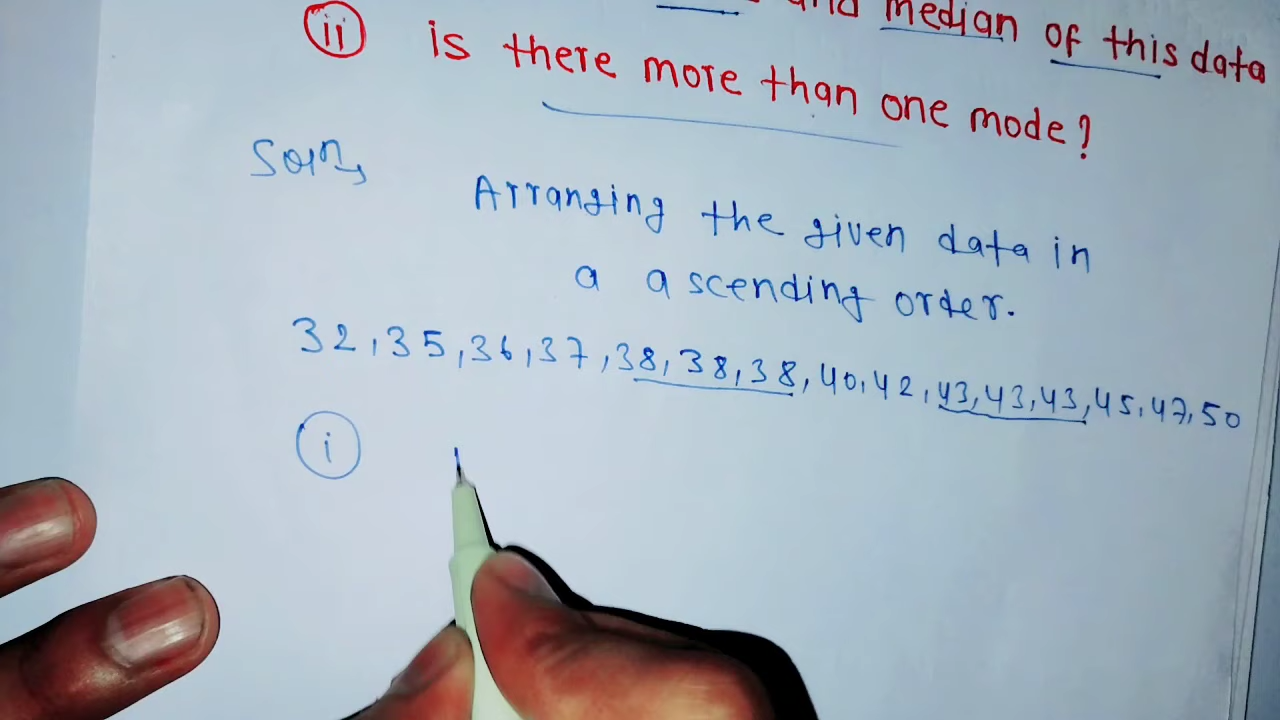 and median of this data
ii is there more than one mode?
Soln, Arranging the given data in
a ascending order.
32, 35, 36, 37, 38, 38, 38, 40, 42, 43, 43, 43, 45, 47, 50
i